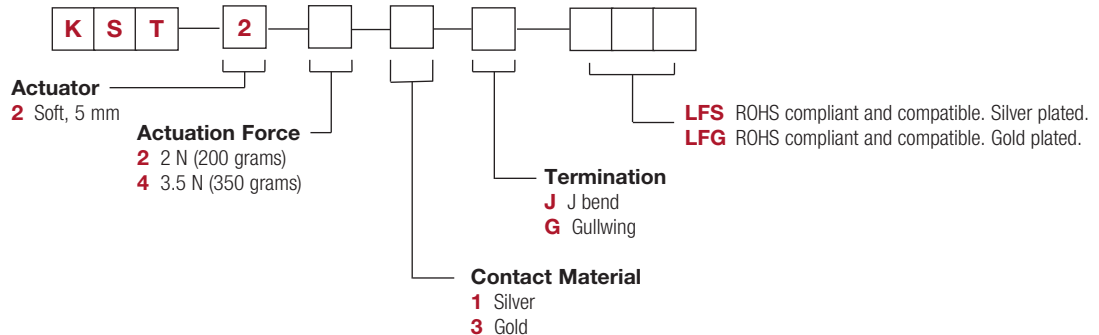 K S T 2
Actuator
2 Soft, 5 mm
Actuation Force
2 2 N (200 grams)
4 3.5 N (350 grams)
LFS ROHS compliant and compatible. Silver plated.
LFG ROHS compliant and compatible. Gold plated.
Termination
J J bend
G Gullwing
Contact Material
1 Silver
3 Gold